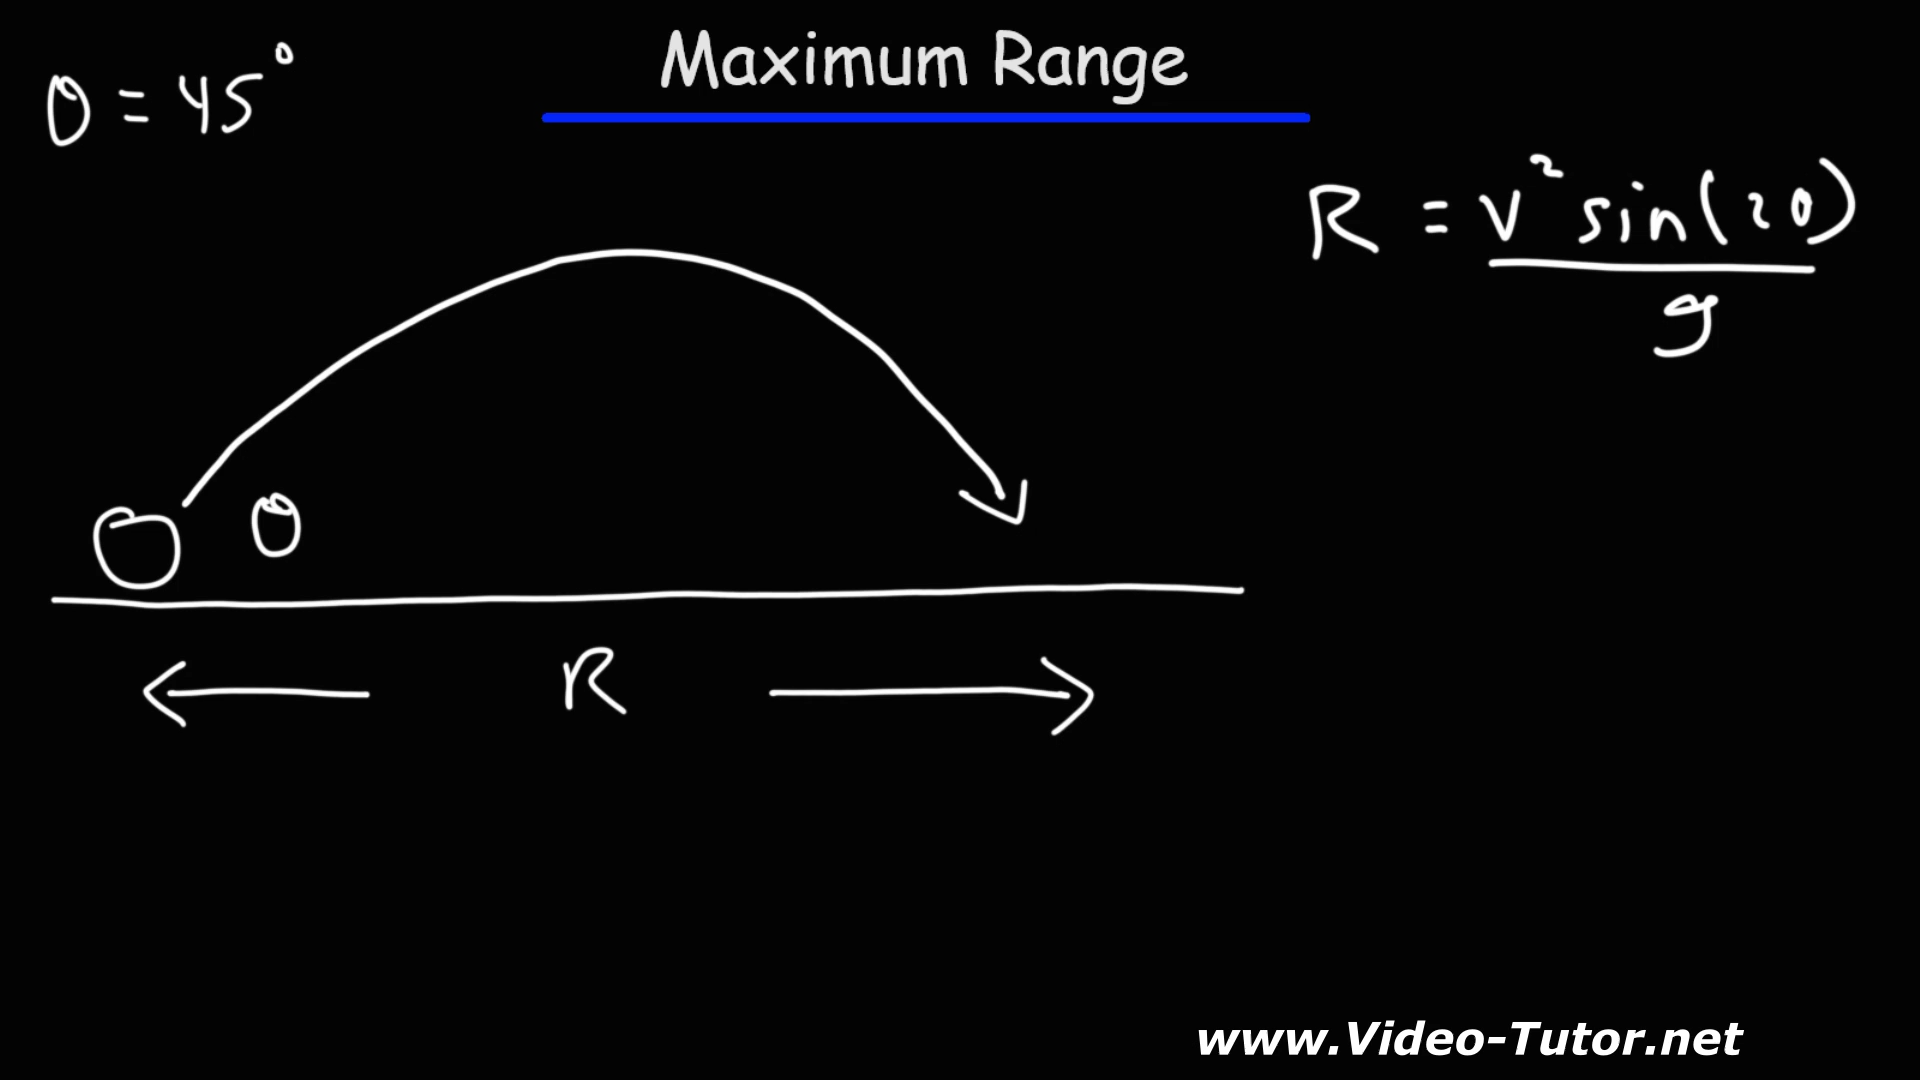 Maximum Range
θ = 45°
R = v² sin(2θ)
g
θ
R
www.Video-Tutor.net